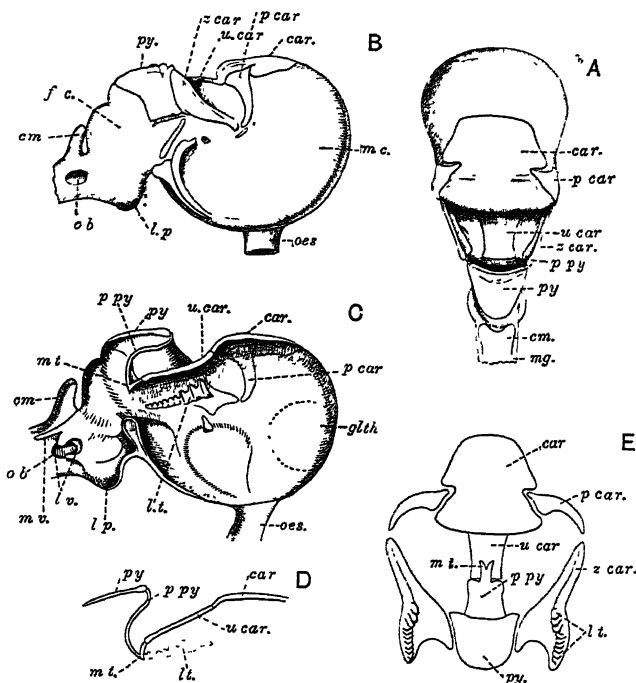 B
z car
u. car
p car
car.
py.
f c.
cm
o b
l. p
m c.
oes
A
car.
p car
u car
z car.
p py
py
cm.
mg.
C
p py
py
u. car.
car.
m t
p car
cm
glth
o b
l v.
m v.
l p.
l.t.
oes.
D
py
p py
car
u car.
m t.
lt.
E
car
p car.
u car
m t.
p py
z car.
l t.
py.